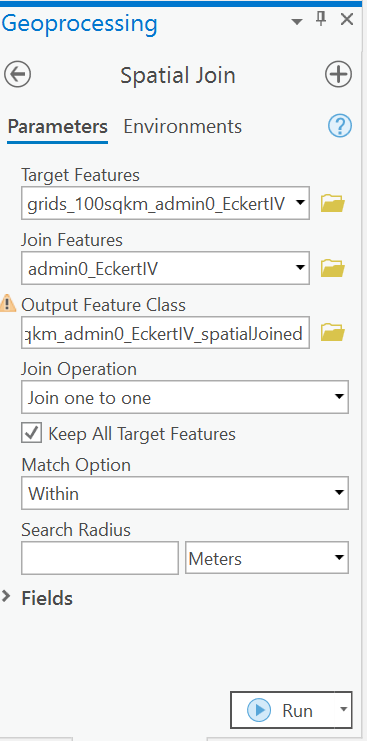 Geoprocessing
Spatial Join
Parameters Environments ?
Target Features
grids_100sqkm_admin0_EckertIV
Join Features
admin0_EckertIV
Output Feature Class
qkm_admin0_EckertIV_spatialJoined
Join Operation
Join one to one
Keep All Target Features
Match Option
Within
Search Radius
Meters
Fields
Run